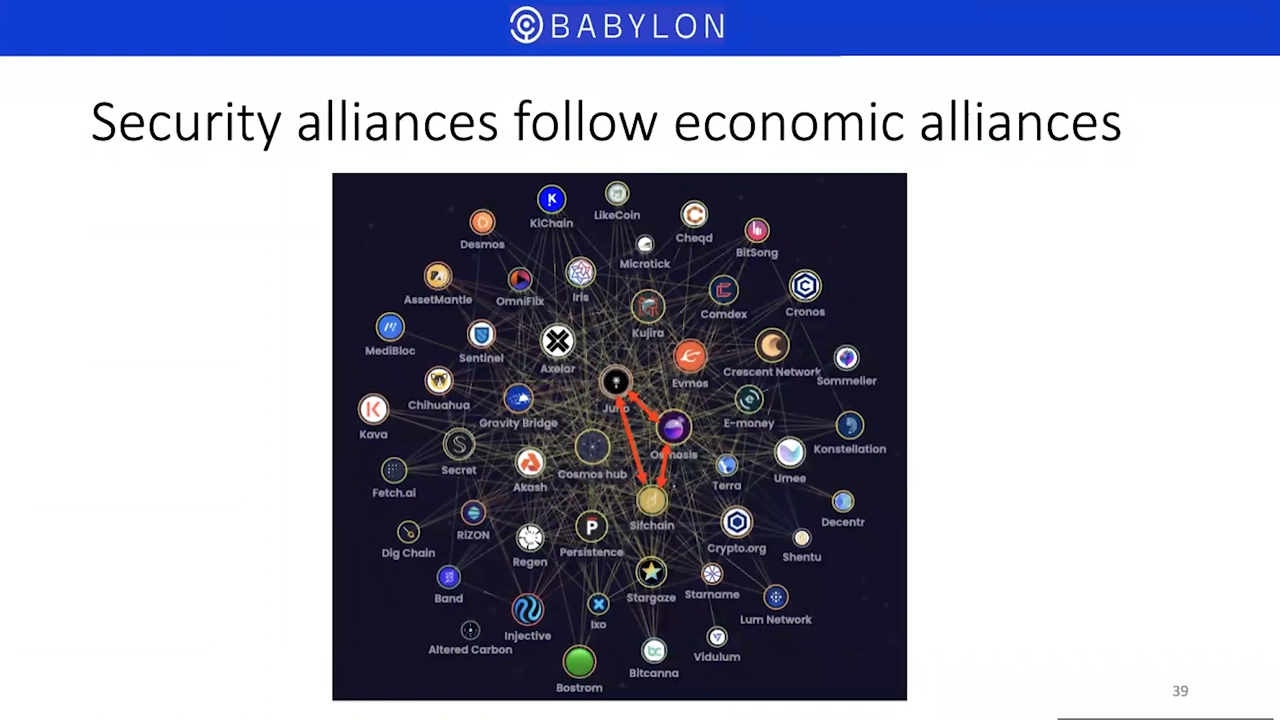 BABYLON
Security alliances follow economic alliances
KiChain
LikeCoin
Desmos
Cheqd
BitSong
Microtick
AssetMantle
OmniFlix
Iris
Comdex
Cronos
Kujira
MediBloc
Sentinel
Axelar
Evmos
Crescent Network
Sommelier
Chihuahua
Gravity Bridge
Juno
E-money
Kava
Konstellation
Secret
Cosmos hub
Osmosis
Fetch.ai
Akash
Terra
Umee
Sifchain
Decentr
Dig Chain
RiZON
Regen
Persistence
P
Crypto.org
Shentu
Band
Stargaze
Starname
Injective
Ixo
Lum Network
Altered Carbon
Bostrom
bc
Bitcanna
Vidulum
39